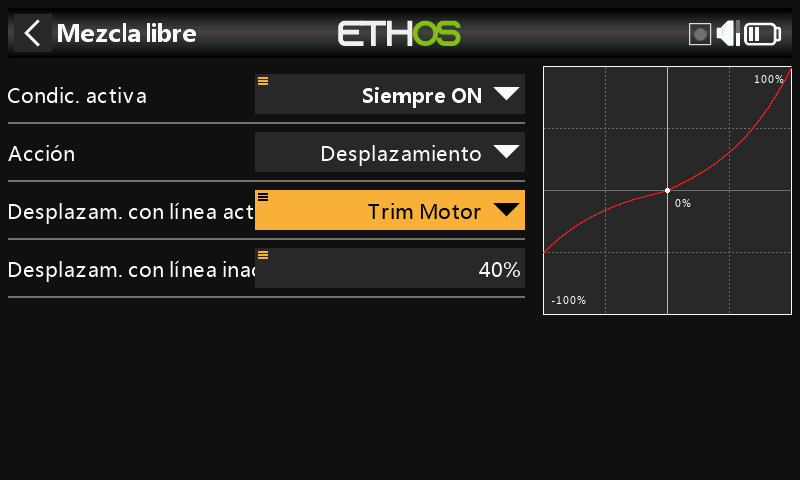 Mezcla libre
ETHOS
Condic. activa
Siempre ON
Acción
Desplazamiento
Desplazam. con línea act
Trim Motor
Desplazam. con línea inac
40%
100%
0%
-100%